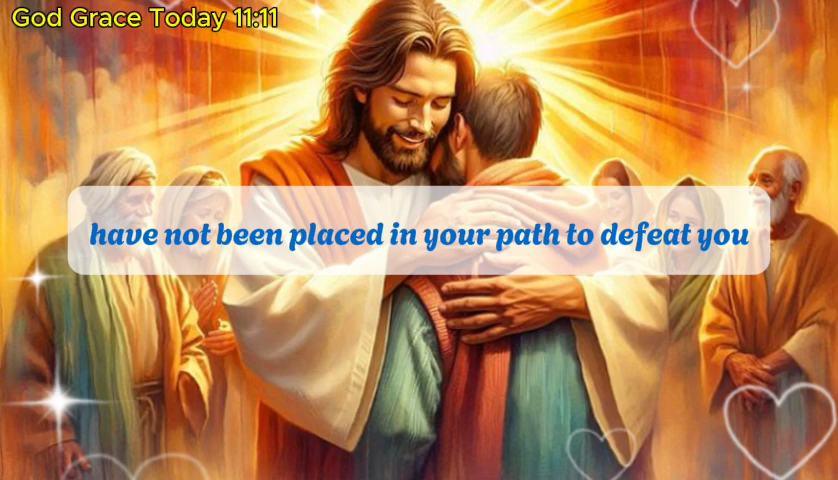 God Grace Today 11:11
have not been placed in your path to defeat you